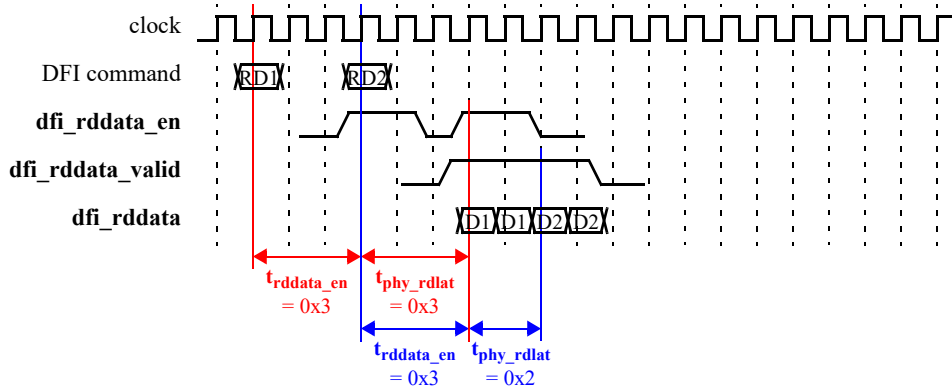 clock
DFI command RD1 RD2
dfi_rddata_en
dfi_rddata_valid
dfi_rddata D1 D1 D2 D2
trddata_en tphy_rdlat
= 0x3 = 0x3
trddata_en tphy_rdlat
= 0x3 = 0x2